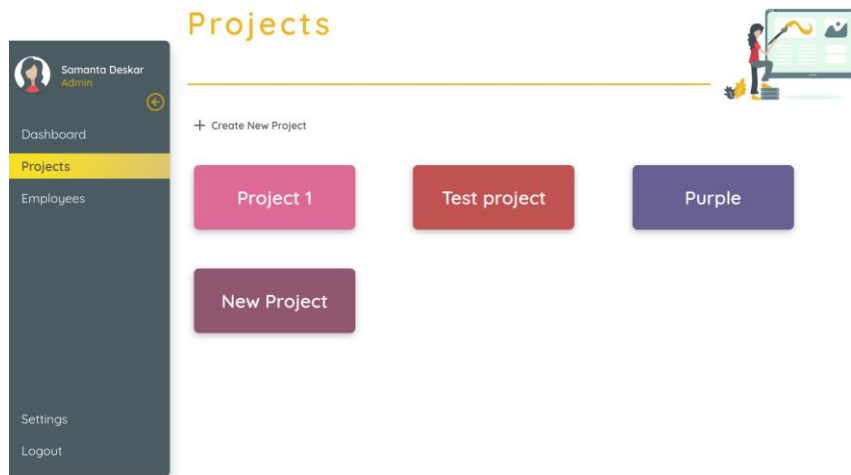 Projects
Samanta Deskar
Admin
Dashboard
Projects
Employees
Settings
Logout
+ Create New Project
Project 1
Test project
Purple
New Project